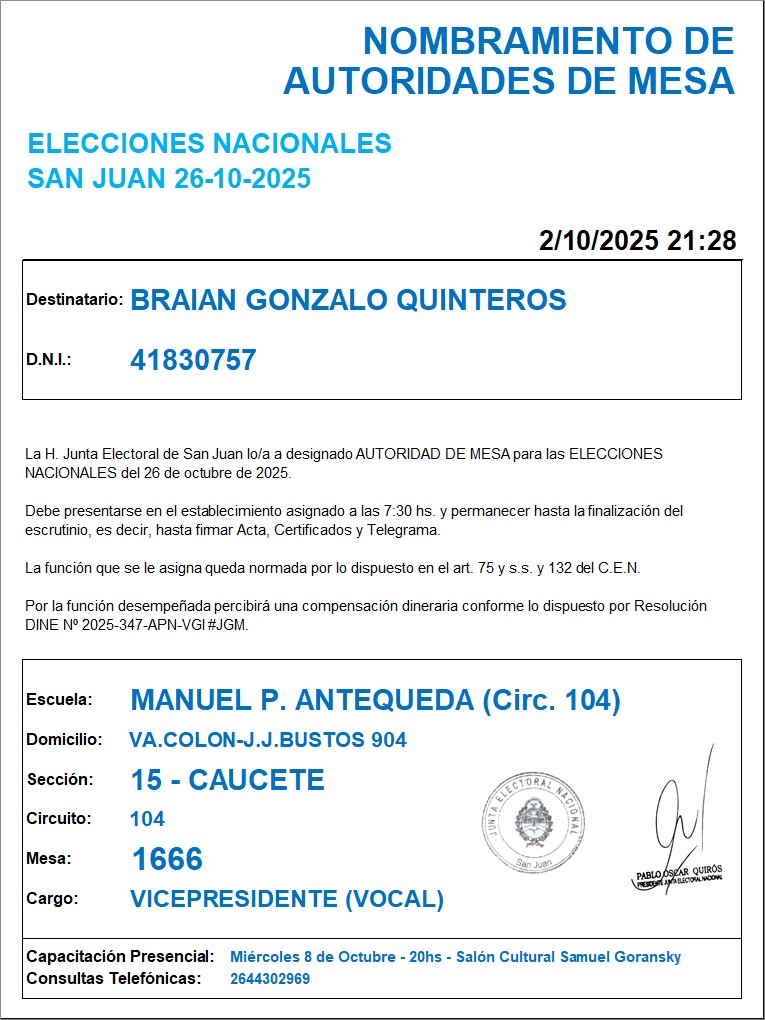 NOMBRAMIENTO DE
AUTORIDADES DE MESA
ELECCIONES NACIONALES
SAN JUAN 26-10-2025
2/10/2025 21:28
Destinatario: BRAIAN GONZALO QUINTEROS
D.N.I.: 41830757
La H. Junta Electoral de San Juan lo/a a designado AUTORIDAD DE MESA para las ELECCIONES
NACIONALES del 26 de octubre de 2025.
Debe presentarse en el establecimiento asignado a las 7:30 hs. y permanecer hasta la finalización del
escrutinio, es decir, hasta firmar Acta, Certificados y Telegrama.
La función que se le asigna queda normada por lo dispuesto en el art. 75 y s.s. y 132 del C.E.N.
Por la función desempeñada percibirá una compensación dineraria conforme lo dispuesto por Resolución
DINE Nº 2025-347-APN-VGI#JGM.
Escuela: MANUEL P. ANTEQUEDA (Circ. 104)
Domicilio: VA.COLON-J.J.BUSTOS 904
Sección: 15 - CAUCETE
Circuito: 104
Mesa: 1666
Cargo: VICEPRESIDENTE (VOCAL)
JUNTA ELECTORAL NACIONAL
San Juan
PABLO OSCAR QUIRÓS
PRESIDENTE JUNTA ELECTORAL NACIONAL
Capacitación Presencial: Miércoles 8 de Octubre - 20hs - Salón Cultural Samuel Goransky
Consultas Telefónicas: 2644302969